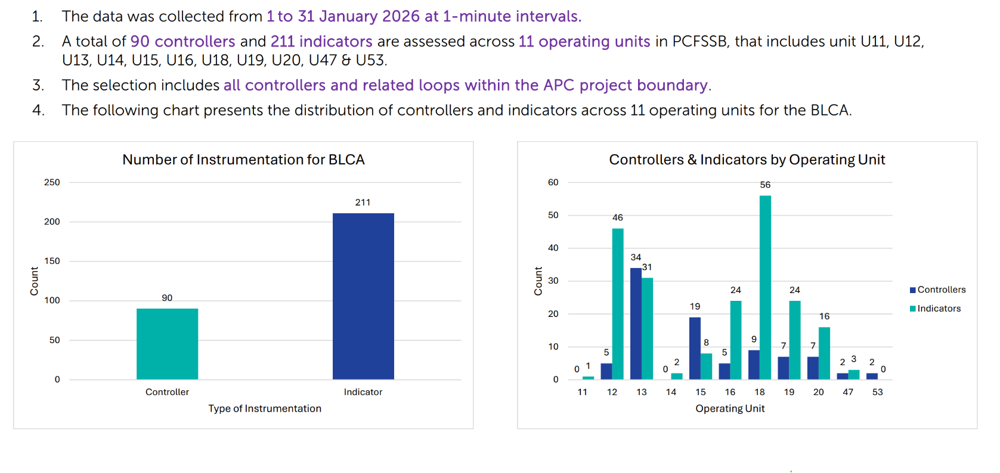 1. The data was collected from 1 to 31 January 2026 at 1-minute intervals.
2. A total of 90 controllers and 211 indicators are assessed across 11 operating units in PCFSSB, that includes unit U11, U12,
U13, U14, U15, U16, U18, U19, U20, U47 & U53.
3. The selection includes all controllers and related loops within the APC project boundary.
4. The following chart presents the distribution of controllers and indicators across 11 operating units for the BLCA.
Number of Instrumentation for BLCA
250
200
150
100
50
0
Count
90
211
Controller Indicator
Type of Instrumentation
Controllers & Indicators by Operating Unit
60
50
40
30
20
10
0
Count
0 1
5 46
34 31
0 2
19 8
5 24
9 56
7 24
7 16
2 3
2 0
11 12 13 14 15 16 18 19 20 47 53
Operating Unit
Controllers
Indicators